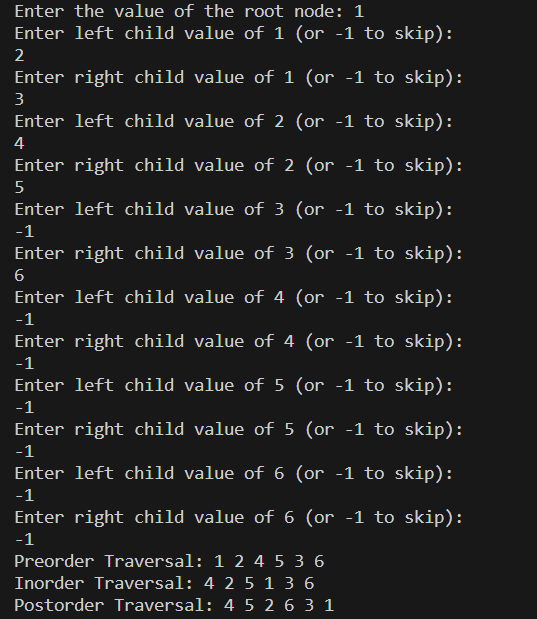 Enter the value of the root node: 1
Enter left child value of 1 (or -1 to skip):
2
Enter right child value of 1 (or -1 to skip):
3
Enter left child value of 2 (or -1 to skip):
4
Enter right child value of 2 (or -1 to skip):
5
Enter left child value of 3 (or -1 to skip):
-1
Enter right child value of 3 (or -1 to skip):
6
Enter left child value of 4 (or -1 to skip):
-1
Enter right child value of 4 (or -1 to skip):
-1
Enter left child value of 5 (or -1 to skip):
-1
Enter right child value of 5 (or -1 to skip):
-1
Enter left child value of 6 (or -1 to skip):
-1
Enter right child value of 6 (or -1 to skip):
-1
Preorder Traversal: 1 2 4 5 3 6
Inorder Traversal: 4 2 5 1 3 6
Postorder Traversal: 4 5 2 6 3 1